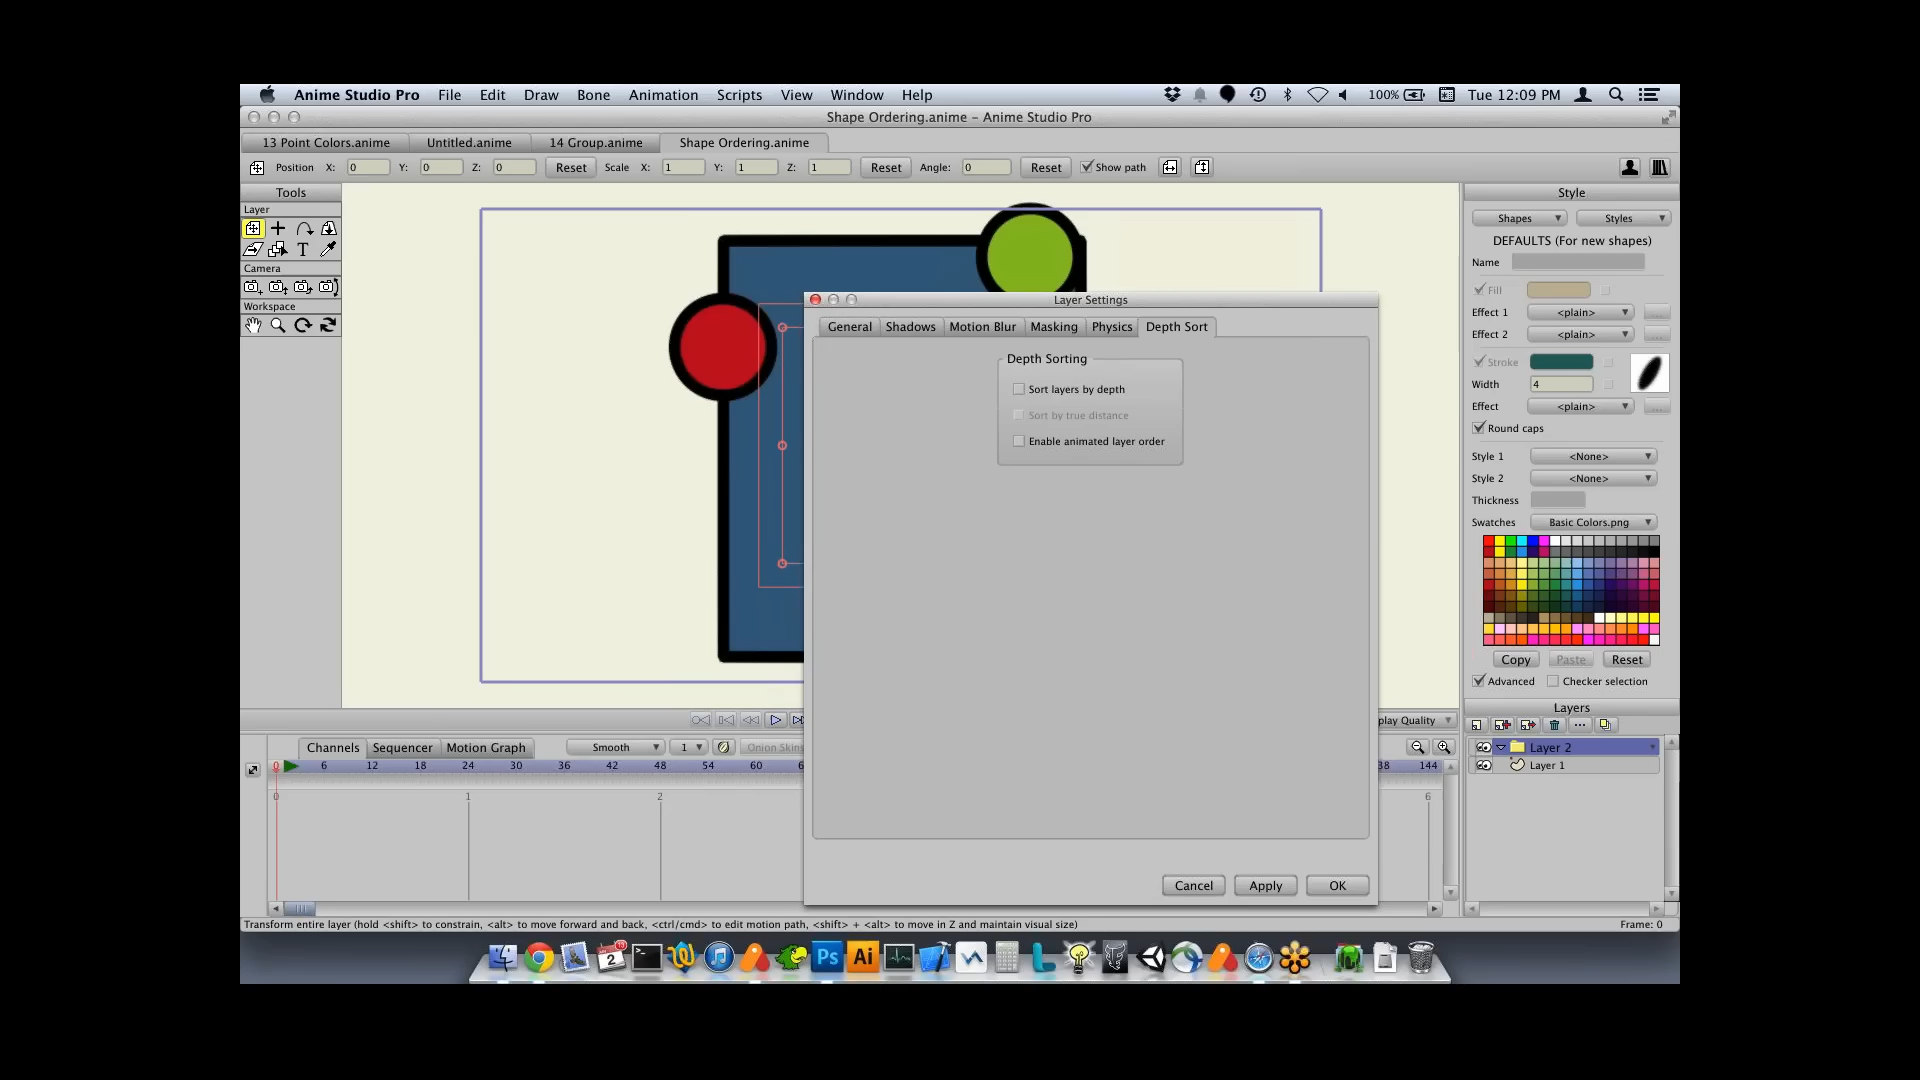 Anime Studio Pro File Edit Draw Bone Animation Scripts View Window Help 100% Tue 12:09 PM
Shape Ordering.anime – Anime Studio Pro
13 Point Colors.anime Untitled.anime 14 Group.anime Shape Ordering.anime
Position X: 0 Y: 0 Z: 0 Reset Scale X: 1 Y: 1 Z: 1 Reset Angle: 0 Reset Show path
Tools
Layer
T
Camera
Workspace
Layer Settings
General Shadows Motion Blur Masking Physics Depth Sort
Depth Sorting
Sort layers by depth
Sort by true distance
Enable animated layer order
Cancel Apply OK
Style
Shapes Styles
DEFAULTS (For new shapes)
Name
Fill
Effect 1 <plain> ...
Effect 2 <plain> ...
Stroke
Width 4
Effect <plain> ...
Round caps
Style 1 <None>
Style 2 <None>
Thickness
Swatches Basic Colors.png
Copy Paste Reset
Advanced Checker selection
Layers
Layer 2
Layer 1
play Quality
Channels Sequencer Motion Graph Smooth 1 Onion Skins
0 6 12 18 24 30 36 42 48 54 60 6 38 144
0 1 2 6
Transform entire layer (hold <shift> to constrain, <alt> to move forward and back, <ctrl/cmd> to edit motion path, <shift> + <alt> to move in Z and maintain visual size) Frame: 0
2 Ps Ai